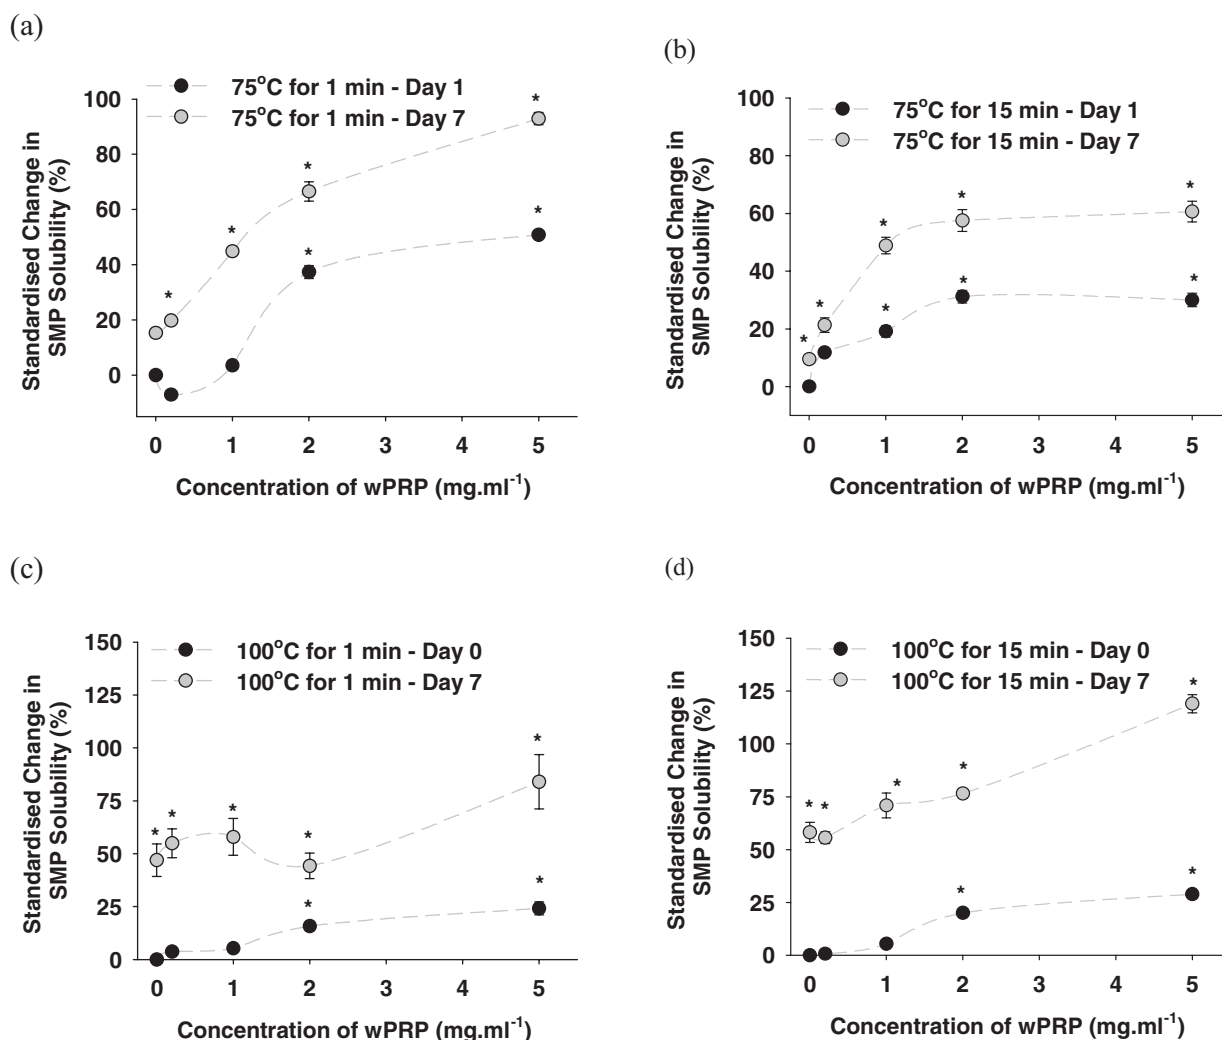 (a)
75°C for 1 min - Day 1
75°C for 1 min - Day 7
Standardised Change in
SMP Solubility (%)
100
80
60
40
20
0
* * * *
* *
0 1 2 3 4 5
Concentration of wPRP (mg.ml⁻¹)
(b)
75°C for 15 min - Day 1
75°C for 15 min - Day 7
Standardised Change in
SMP Solubility (%)
100
80
60
40
20
0
* * * * *
* * *
0 1 2 3 4 5
Concentration of wPRP (mg.ml⁻¹)
(c)
100°C for 1 min - Day 0
100°C for 1 min - Day 7
Standardised Change in
SMP Solubility (%)
150
125
100
75
50
25
0
* * * * *
* *
0 1 2 3 4 5
Concentration of wPRP (mg.ml⁻¹)
(d)
100°C for 15 min - Day 0
100°C for 15 min - Day 7
Standardised Change in
SMP Solubility (%)
150
125
100
75
50
25
0
* * * * *
* *
0 1 2 3 4 5
Concentration of wPRP (mg.ml⁻¹)